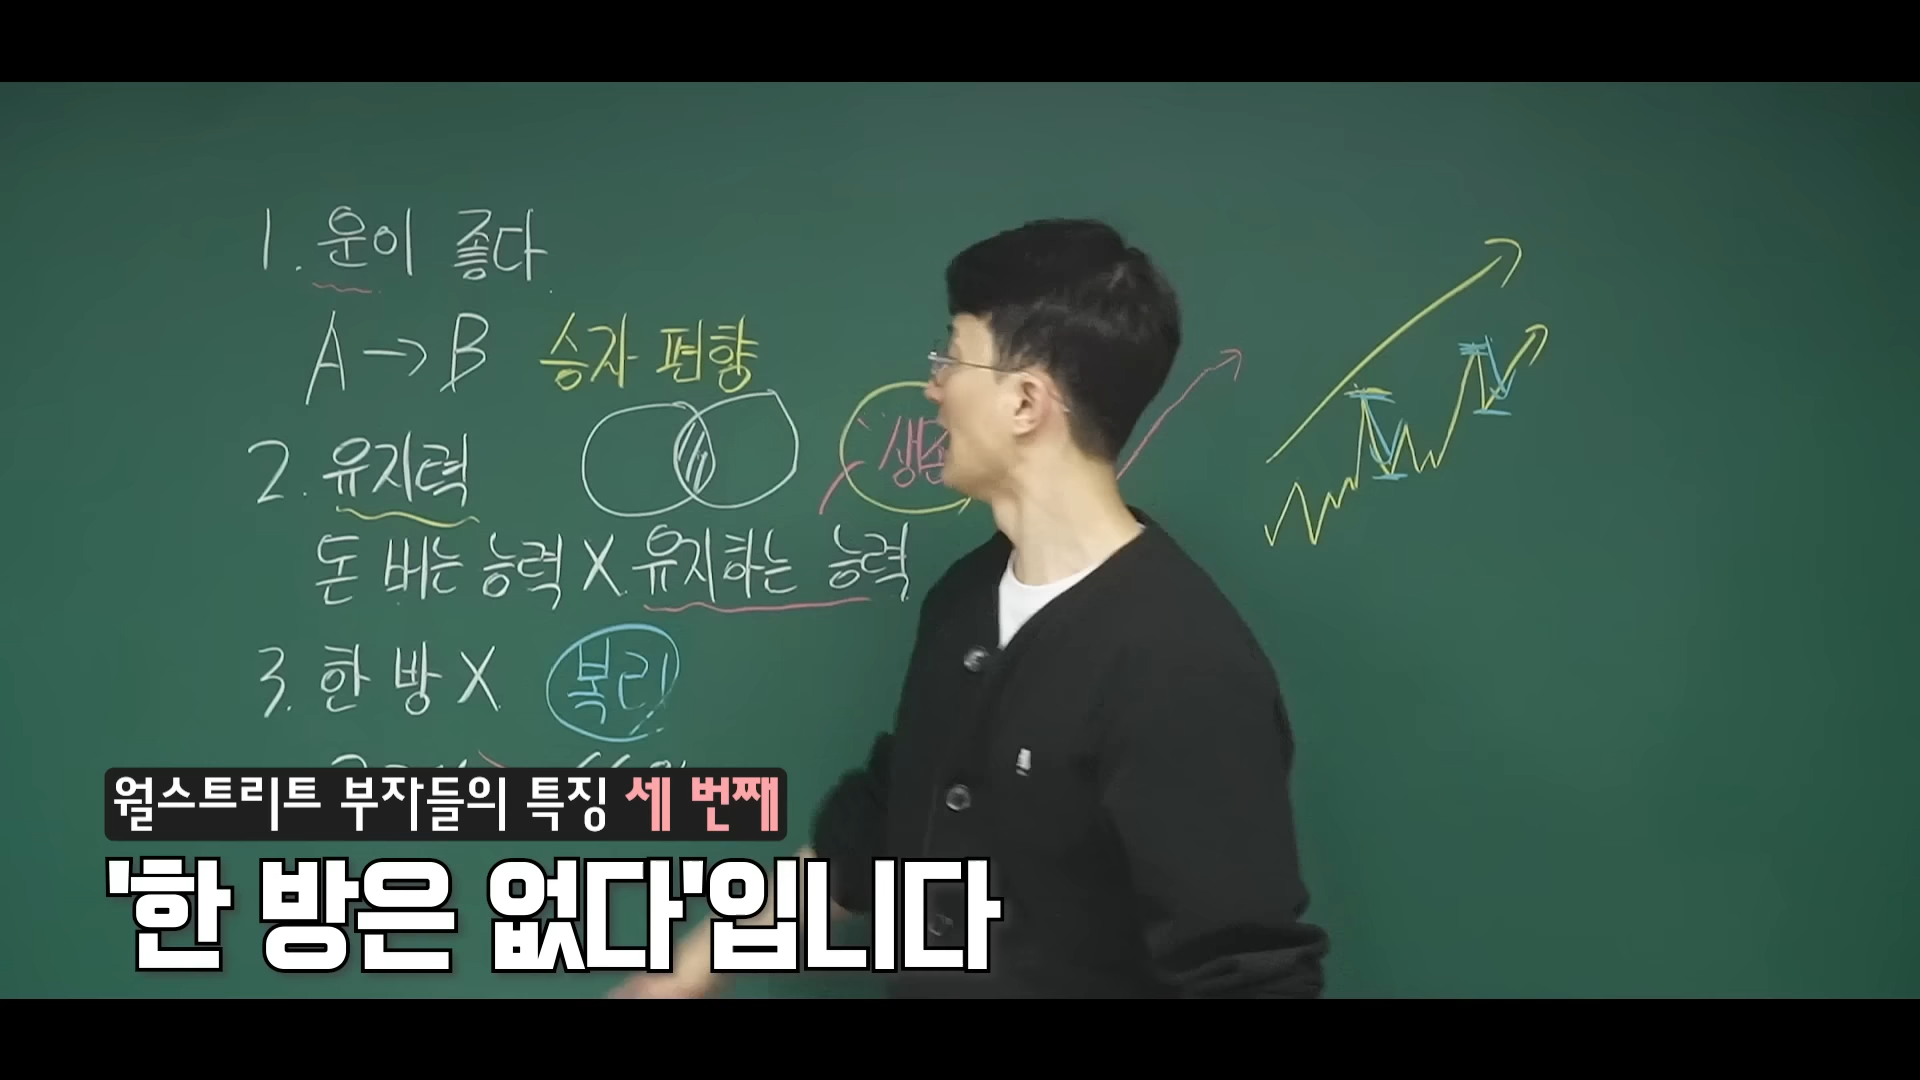 1. 운이 좋다
A → B 승자 편향
2. 유지력
돈 버는 능력 X 유지하는 능력
3. 한 방 X 복리
월스트리트 부자들의 특징 세 번째
'한 방은 없다'입니다